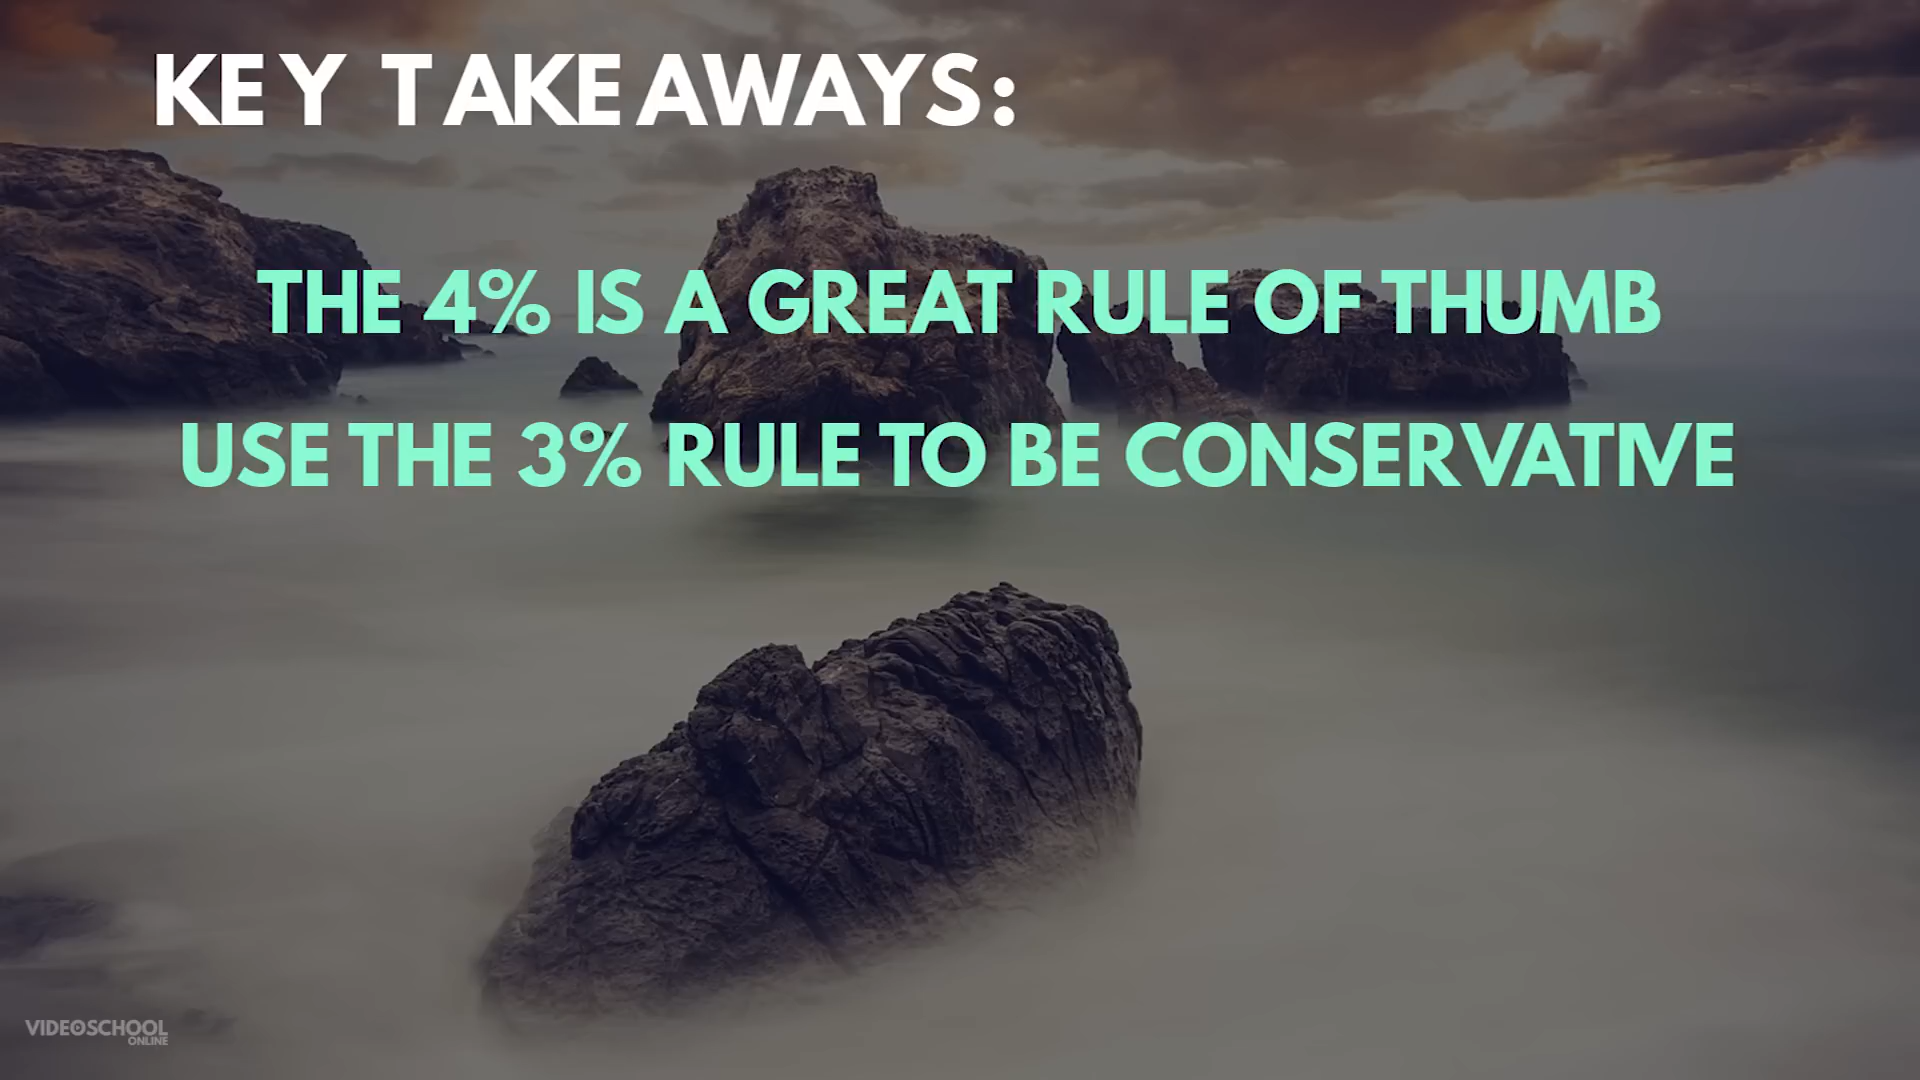 KEY TAKEAWAYS:
THE 4% IS A GREAT RULE OF THUMB
USE THE 3% RULE TO BE CONSERVATIVE
VIDEOSCHOOL
ONLINE